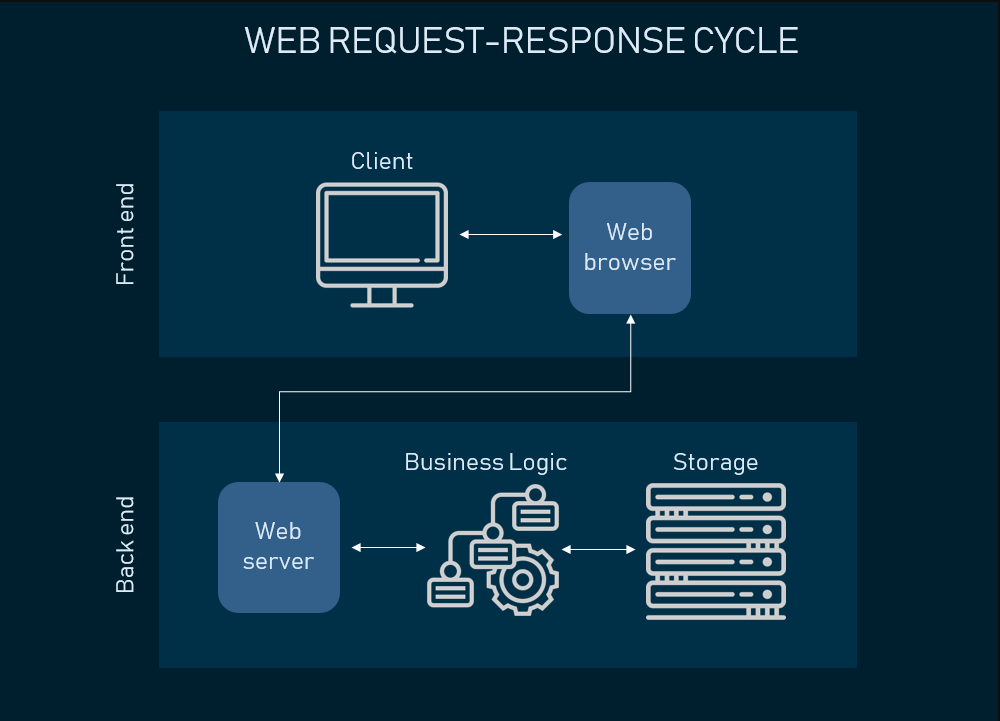 WEB REQUEST-RESPONSE CYCLE
Front end
Client
Web
browser
Back end
Web
server
Business Logic
Storage